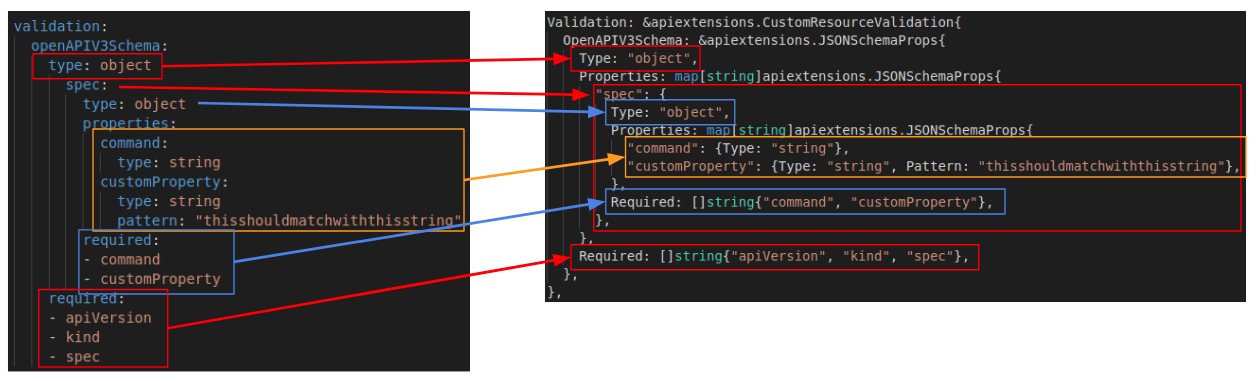 validation:
  openAPIV3Schema:
    type: object
      spec:
        type: object
        properties:
          command:
            type: string
          customProperty:
            type: string
            pattern: "thisshouldmatchwiththisstring"
        required:
        - command
        - customProperty
    required:
    - apiVersion
    - kind
    - spec
Validation: &apiextensions.CustomResourceValidation{
  OpenAPIV3Schema: &apiextensions.JSONSchemaProps{
    Type: "object",
    Properties: map[string]apiextensions.JSONSchemaProps{
      "spec": {
        Type: "object",
        Properties: map[string]apiextensions.JSONSchemaProps{
          "command": {Type: "string"},
          "customProperty": {Type: "string", Pattern: "thisshouldmatchwiththisstring"},
        },
        Required: []string{"command", "customProperty"},
      },
    },
    Required: []string{"apiVersion", "kind", "spec"},
  },
},